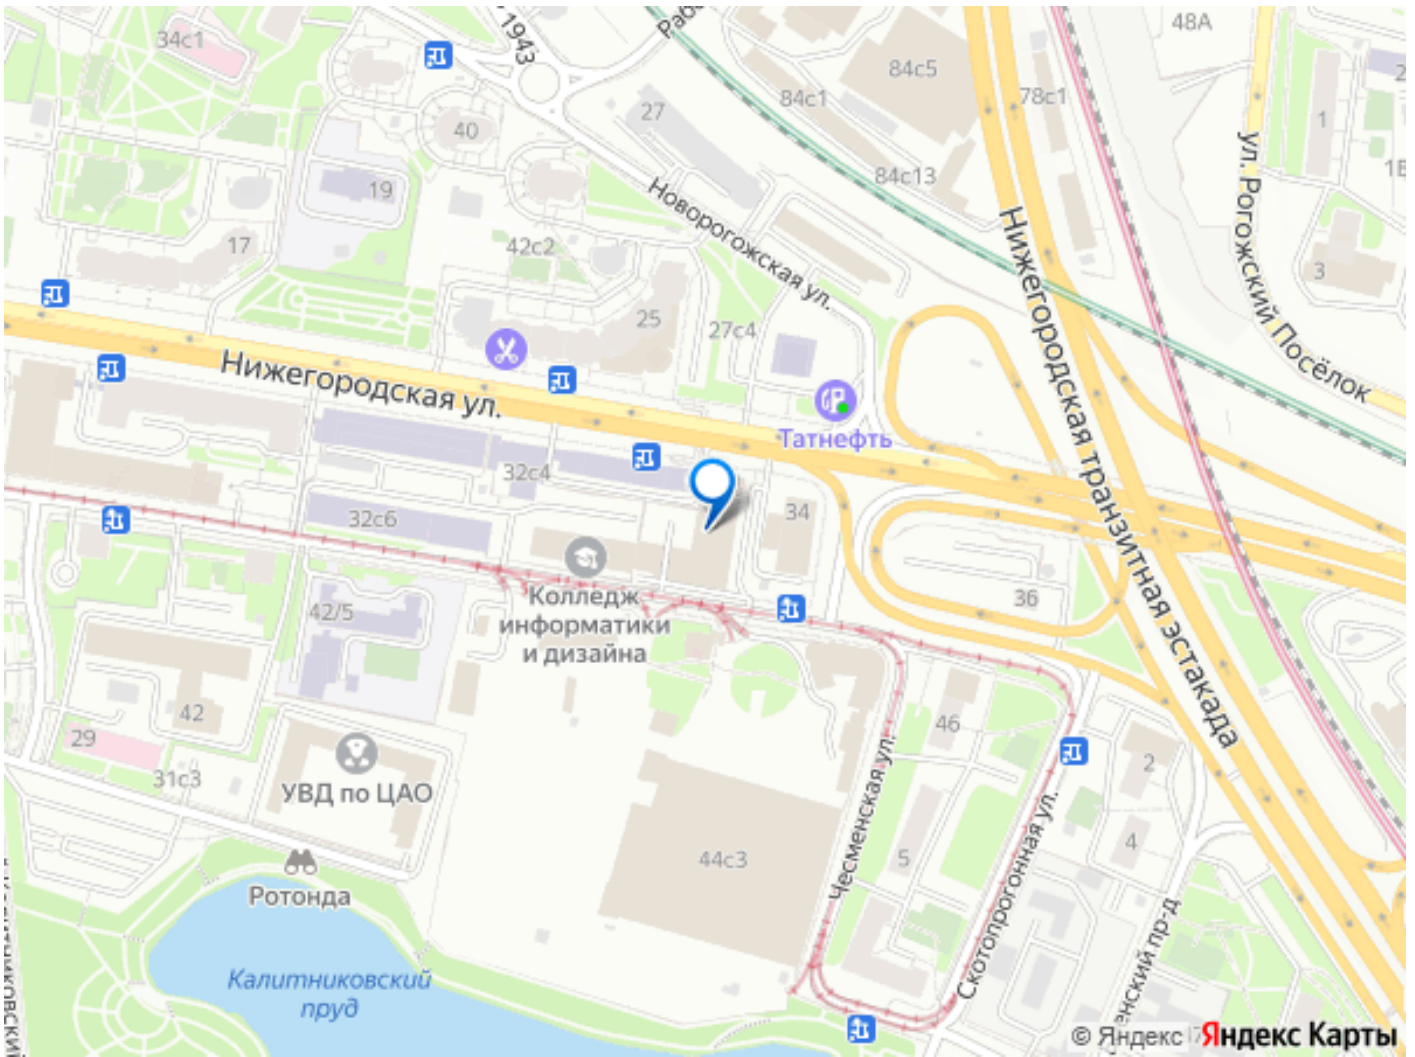 34с1
1943
48А
84с5
78с1
84с1
27
1
40
ул. Рогожский Посёлок
84с13
1В
19
Новорогожская ул.
17
42с2
3
25
27с4
Нижегородская ул.
Татнефть
Нижегородская транзитная эстакада
32с4
34
32с6
Колледж
информатики
и дизайна
42/5
36
42
46
29
31с3
УВД по ЦАО
2
Чесменская ул.
4
44с3
5
Скотопрогонная ул.
Ротонда
Калитниковский
пруд
енский пр-д
© Яндекс
Яндекс Карты